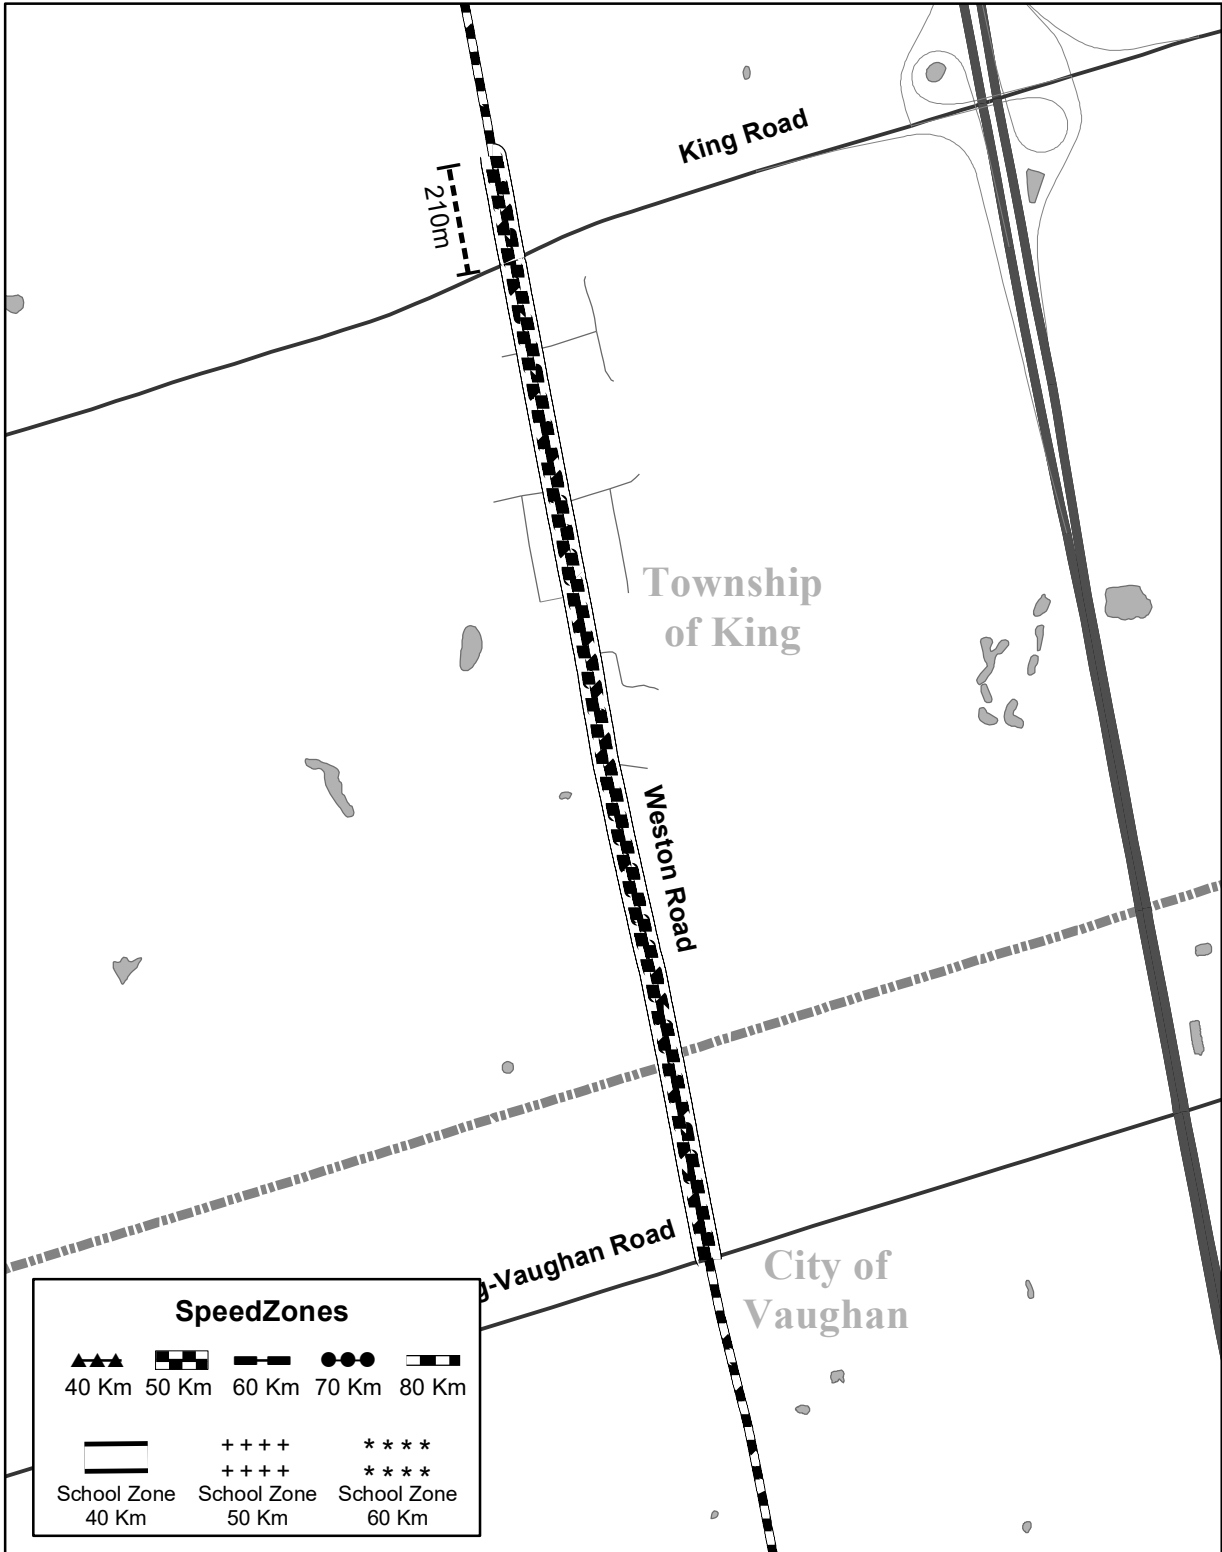 King Road
210m
Township
of King
Weston Road
g-Vaughan Road
City of
Vaughan
SpeedZones
40 Km 50 Km 60 Km 70 Km 80 Km
+ + + + * * * *
+ + + + * * * *
School Zone School Zone School Zone
40 Km 50 Km 60 Km